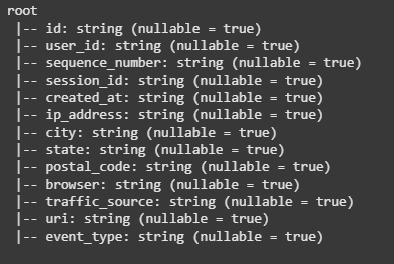 root
 |-- id: string (nullable = true)
 |-- user_id: string (nullable = true)
 |-- sequence_number: string (nullable = true)
 |-- session_id: string (nullable = true)
 |-- created_at: string (nullable = true)
 |-- ip_address: string (nullable = true)
 |-- city: string (nullable = true)
 |-- state: string (nullable = true)
 |-- postal_code: string (nullable = true)
 |-- browser: string (nullable = true)
 |-- traffic_source: string (nullable = true)
 |-- uri: string (nullable = true)
 |-- event_type: string (nullable = true)